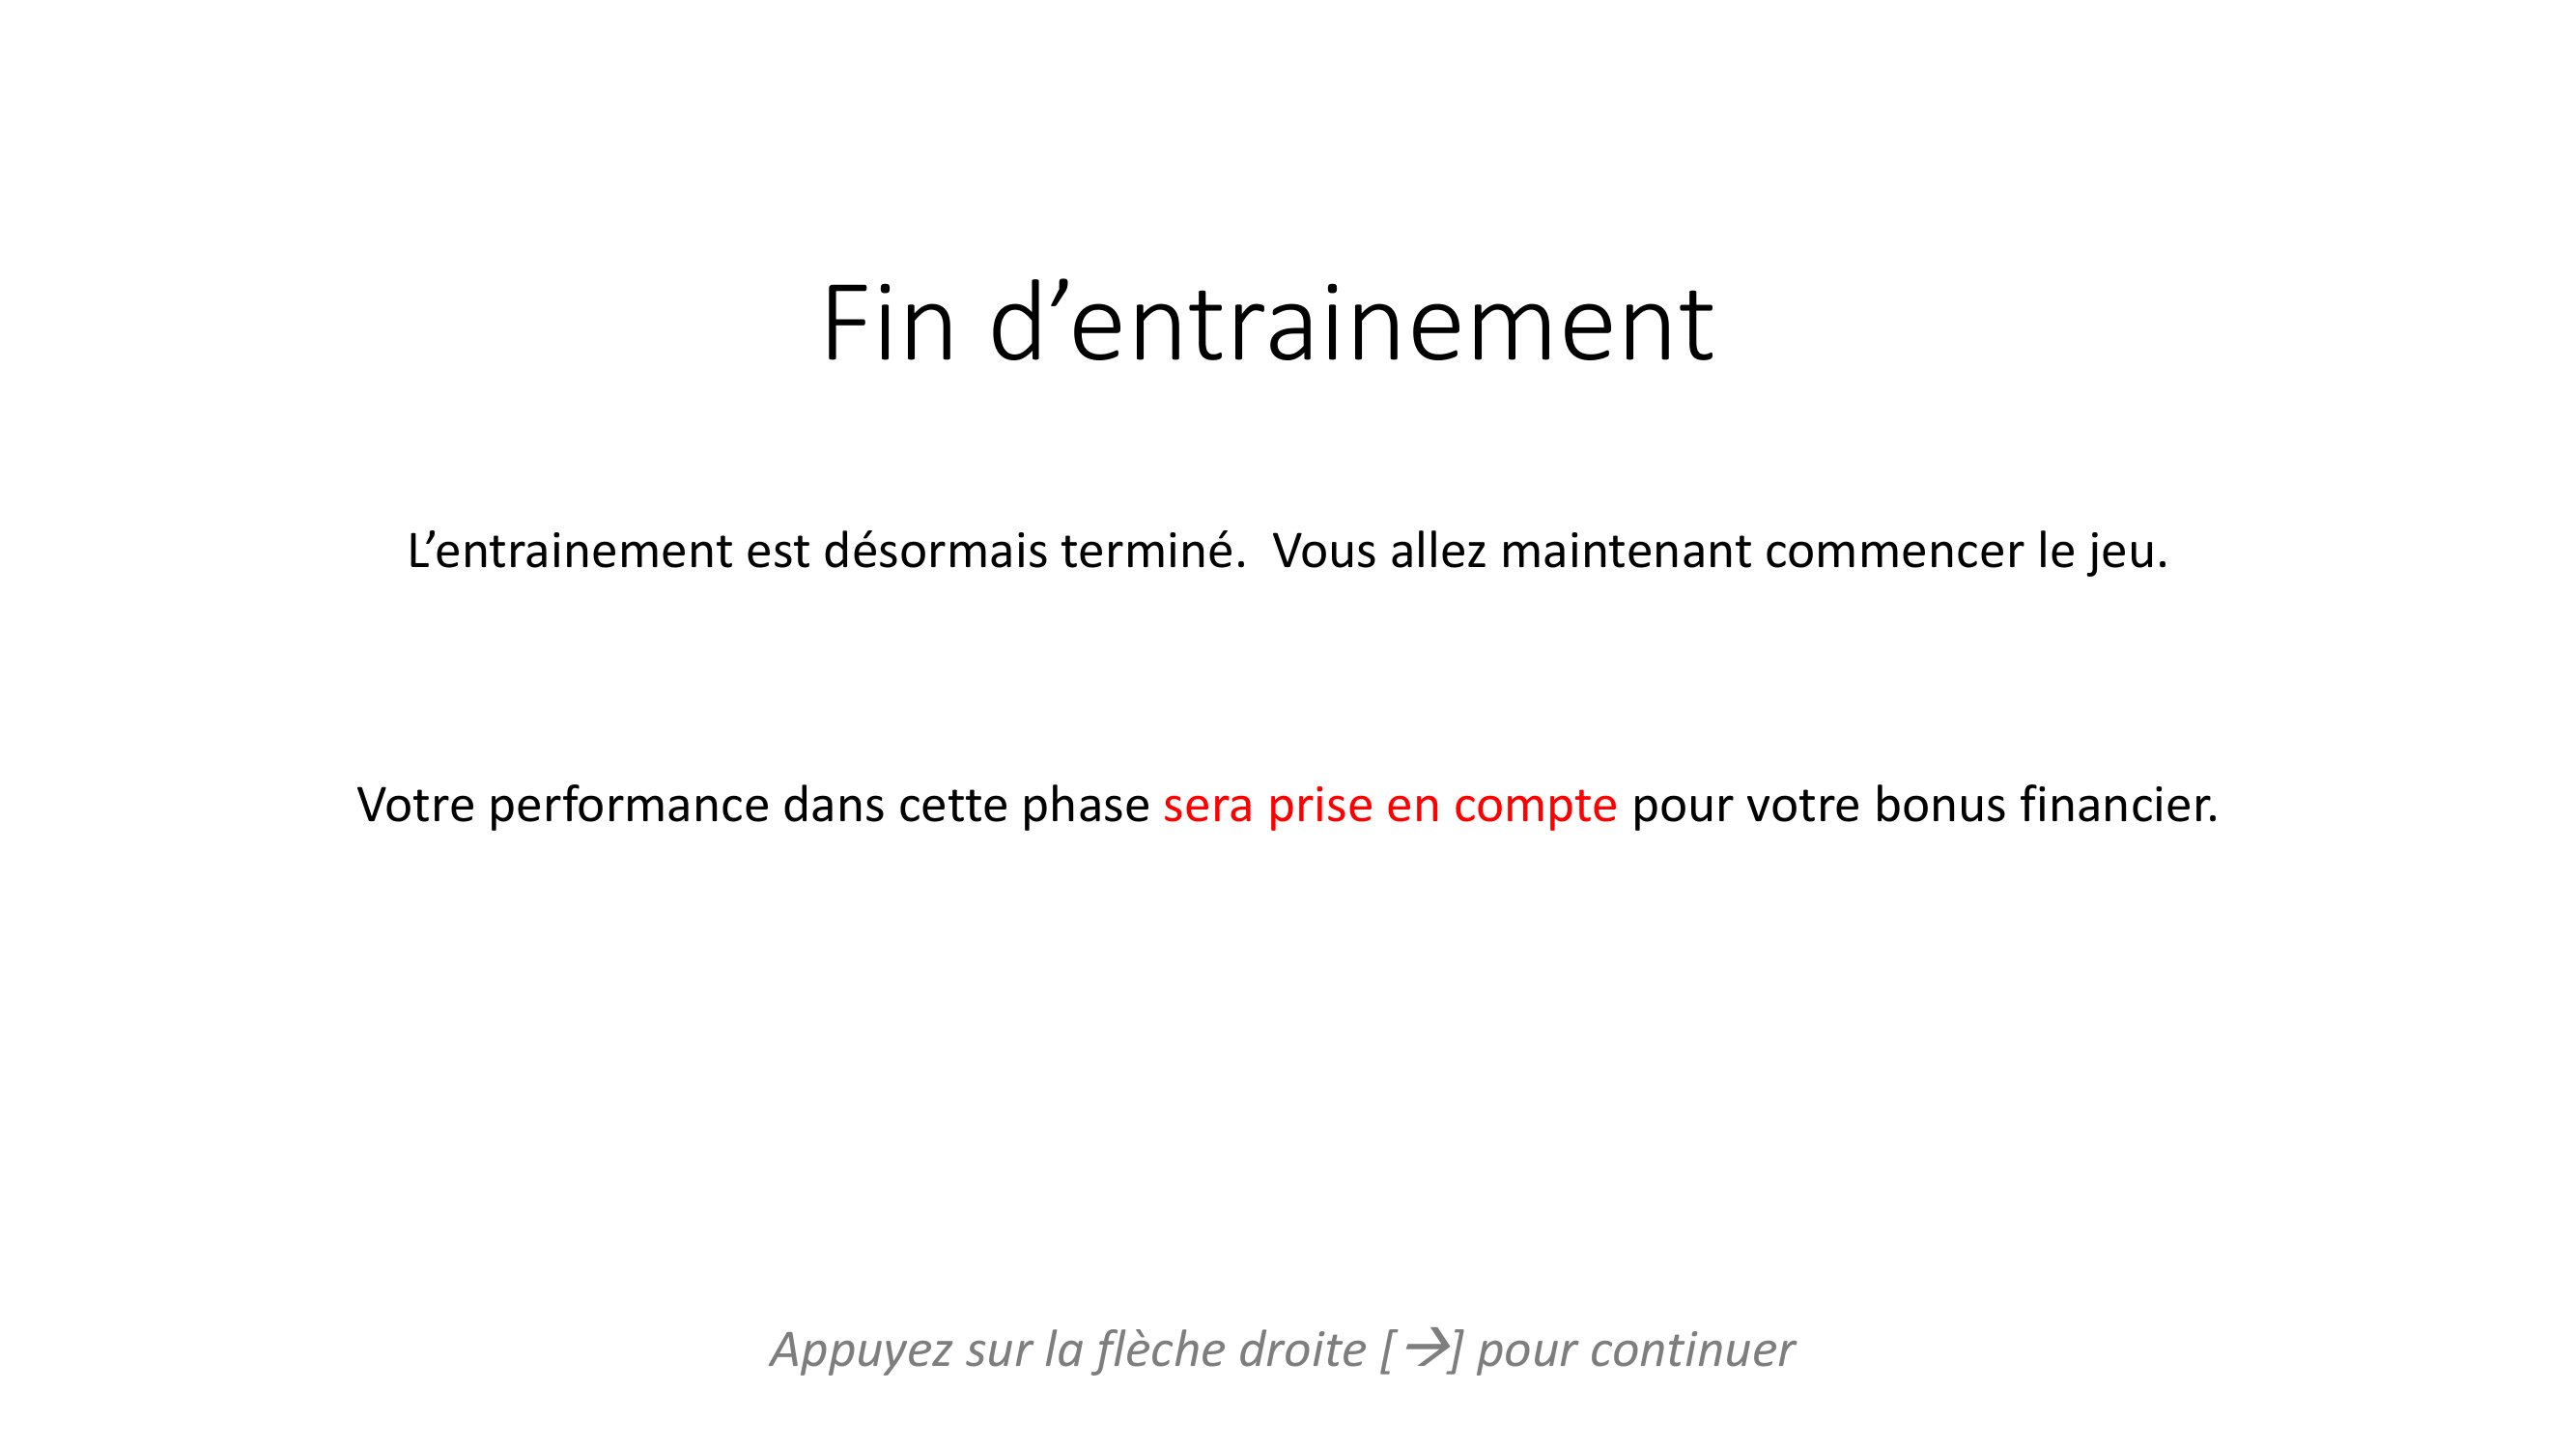 Fin d’entrainement
L’entrainement est désormais terminé.  Vous allez maintenant commencer le jeu.
Votre performance dans cette phase sera prise en compte pour votre bonus financier.
Appuyez sur la flèche droite [→] pour continuer